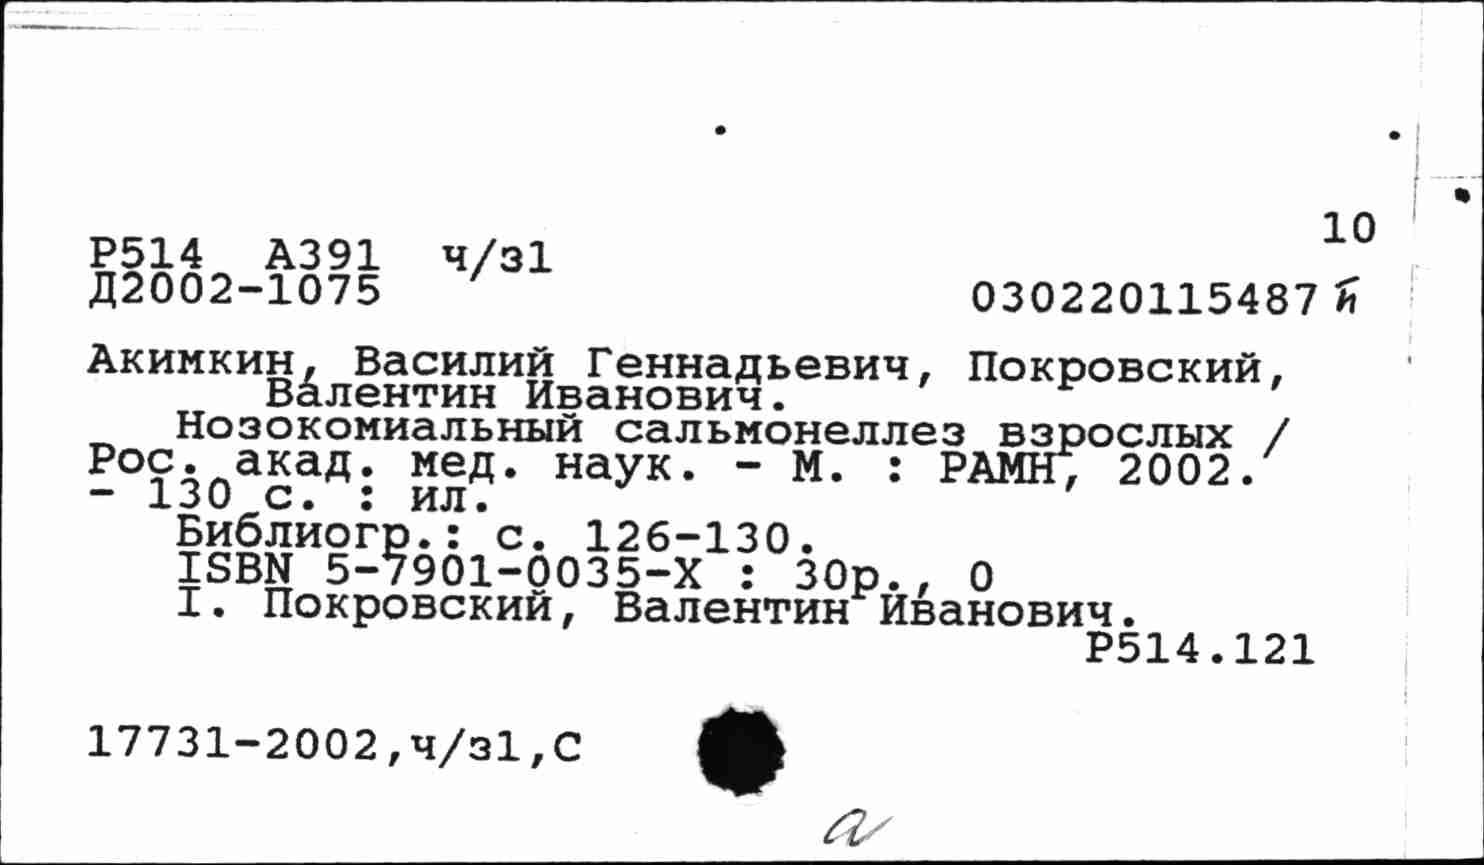 10
Р514 А391 ч/з1
Д2002-1075
030220115487 й
Акимкин, Василий Геннадьевич, Покровский,
Валентин Иванович.
Нозокомиальный сальмонеллез взрослых /
Рос. акад. мед. наук. - М. : РАМН, 2002.
- 130 с. : ил.
Библиогр.: с. 126-130.
ISBN 5-7901-0035-X : 30р., 0
I. Покровский, Валентин Иванович.
Р514.121
17731-2002,ч/з1,С
а